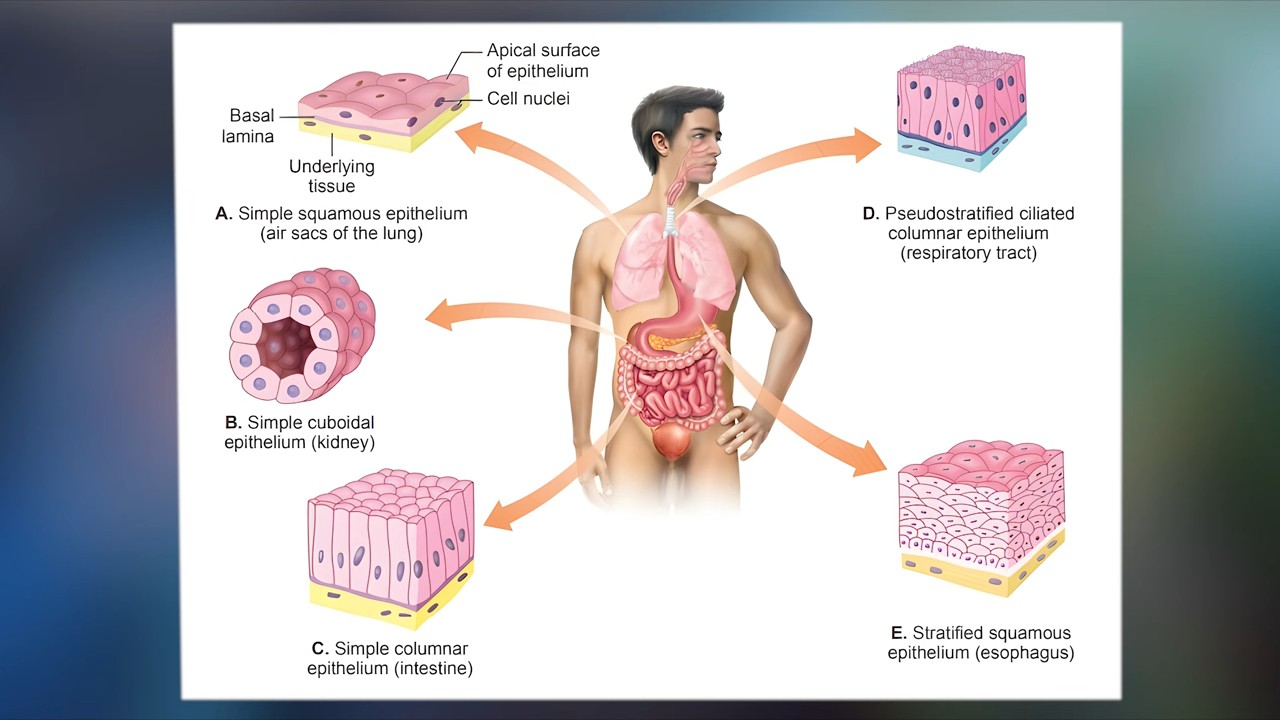 Apical surface
of epithelium
Cell nuclei
Basal
lamina
Underlying
tissue
A. Simple squamous epithelium
(air sacs of the lung)
B. Simple cuboidal
epithelium (kidney)
C. Simple columnar
epithelium (intestine)
D. Pseudostratified ciliated
columnar epithelium
(respiratory tract)
E. Stratified squamous
epithelium (esophagus)